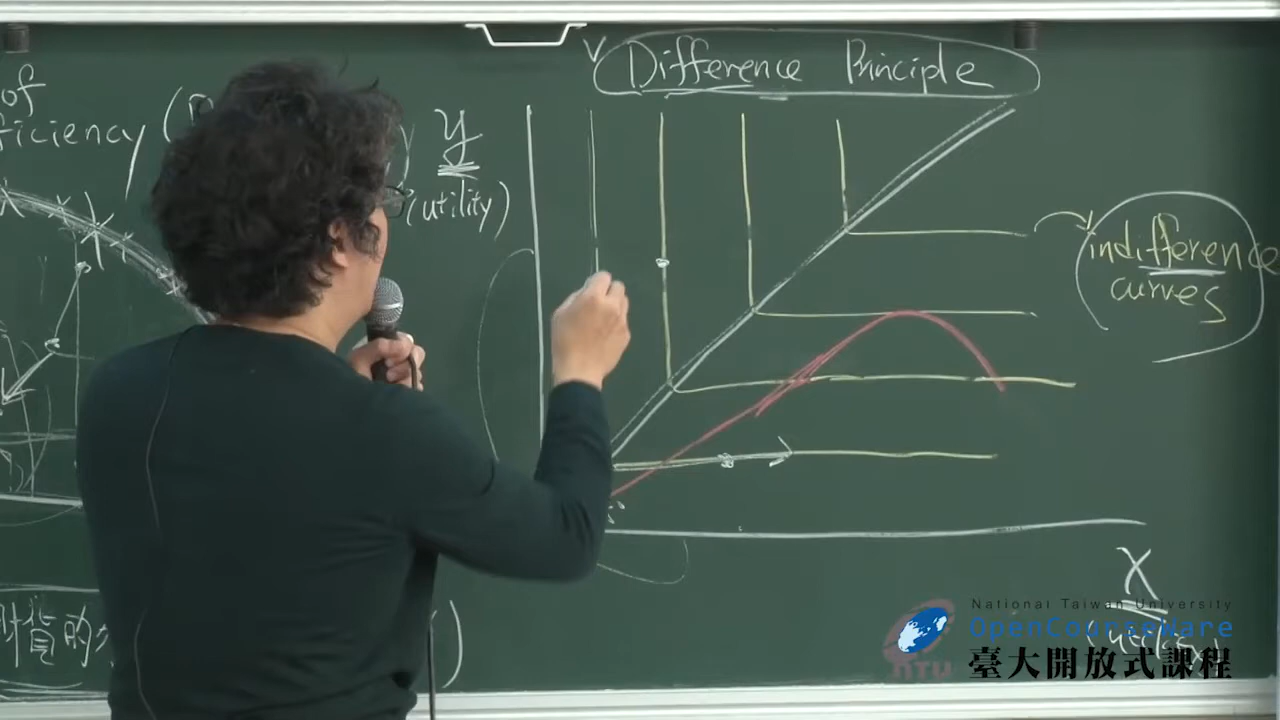 of
ficiency
y
(utility)
Difference Principle
indifference
curves
X
財貨的
National Taiwan University
OpenCourseWare
NTU
臺大開放式課程